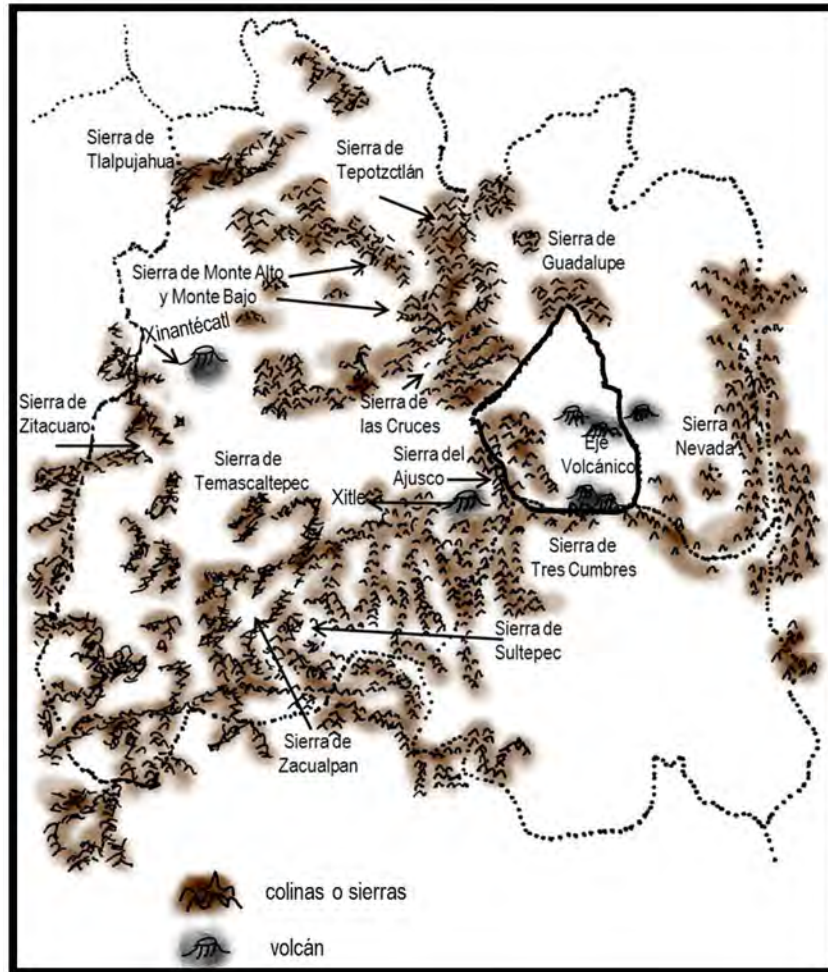 Sierra de
Tlalpujahua
Sierra de
Tepotzctlán
Sierra de
Guadalupe
Sierra de Monte Alto
y Monte Bajo
Xinantécatl
Sierra de
Zitacuaro
Sierra de
las Cruces
Sierra de
Temascaltepec
Sierra del
Ajusco
Xitle
Eje
Volcánico
Sierra
Nevada
Sierra de
Tres Cumbres
Sierra de
Sultepec
Sierra de
Zacualpan
colinas o sierras
volcán